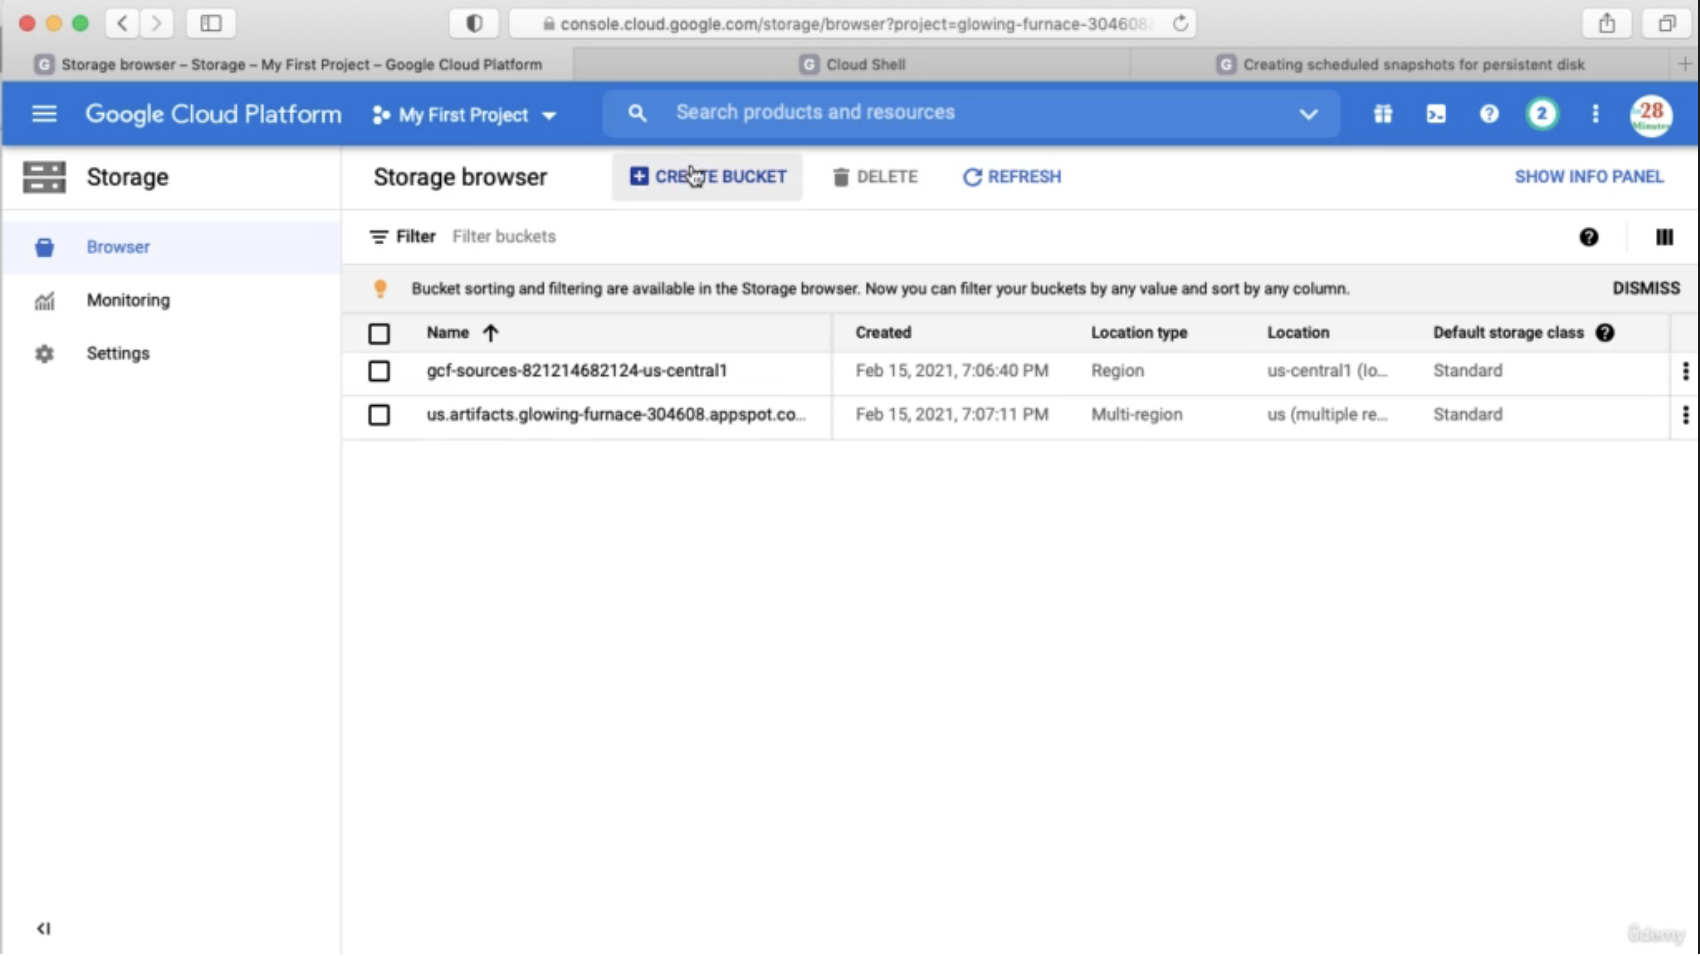 console.cloud.google.com/storage/browser?project=glowing-furnace-304608
Storage browser – Storage – My First Project – Google Cloud Platform
Cloud Shell
Creating scheduled snapshots for persistent disk
Google Cloud Platform
My First Project
Search products and resources
2
28
Minutes
Storage
Storage browser
CREATE BUCKET
DELETE
REFRESH
SHOW INFO PANEL
Browser
Filter Filter buckets
Monitoring
Bucket sorting and filtering are available in the Storage browser. Now you can filter your buckets by any value and sort by any column.
DISMISS
Settings
Name Created Location type Location Default storage class
gcf-sources-821214682124-us-central1 Feb 15, 2021, 7:06:40 PM Region us-central1 (lo... Standard
us.artifacts.glowing-furnace-304608.appspot.co... Feb 15, 2021, 7:07:11 PM Multi-region us (multiple re... Standard
ûdemy